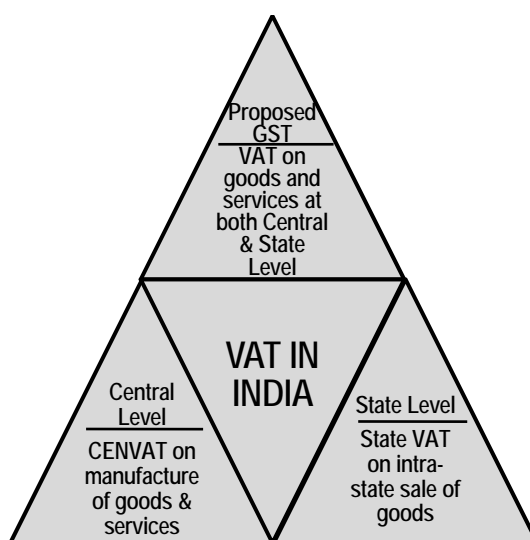 Proposed
GST
VAT on
goods and
services at
both Central
& State
Level
VAT IN
INDIA
Central
Level
CENVAT on
manufacture
of goods &
services
State Level
State VAT
on intra-
state sale of
goods